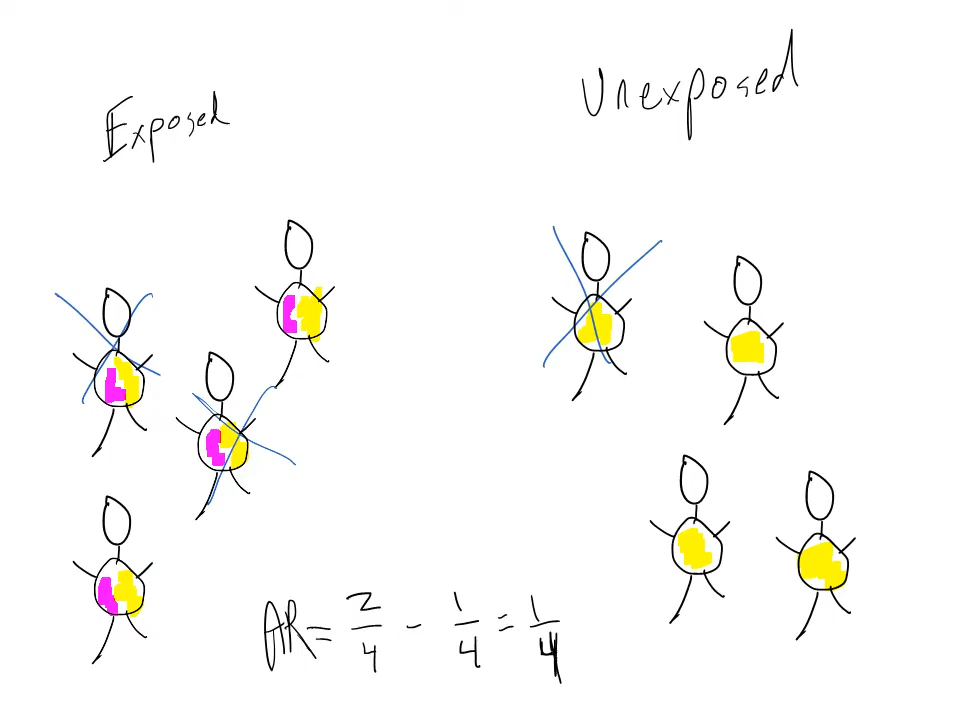 Exposed
Unexposed
AR = 2/4 - 1/4 = 1/4